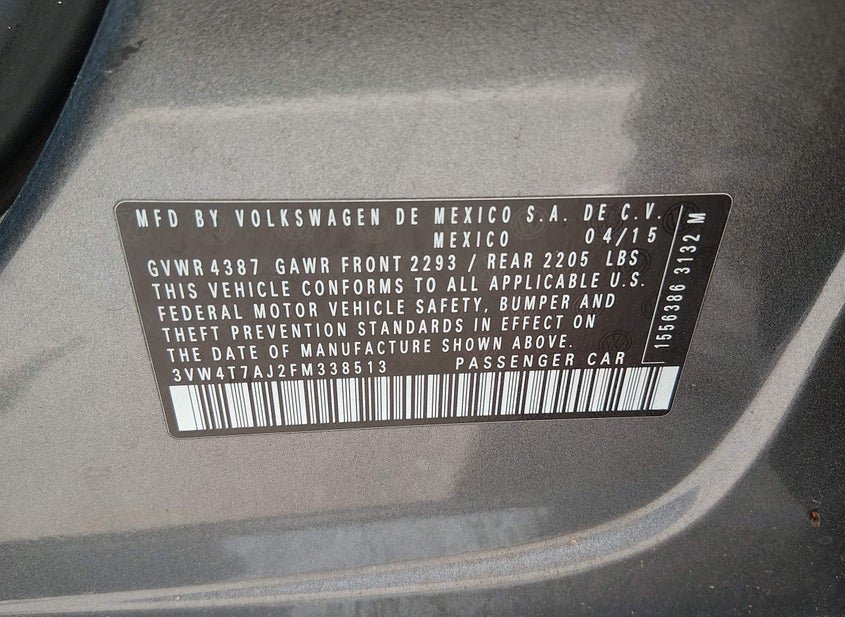 MFD BY VOLKSWAGEN DE MEXICO S.A. DE C.V.
MEXICO 04/15
GVWR 4387 GAWR FRONT 2293 / REAR 2205 LBS
THIS VEHICLE CONFORMS TO ALL APPLICABLE U.S.
FEDERAL MOTOR VEHICLE SAFETY, BUMPER AND
THEFT PREVENTION STANDARDS IN EFFECT ON
THE DATE OF MANUFACTURE SHOWN ABOVE.
3VW4T7AJ2FM338513 PASSENGER CAR
1556386 3132 M